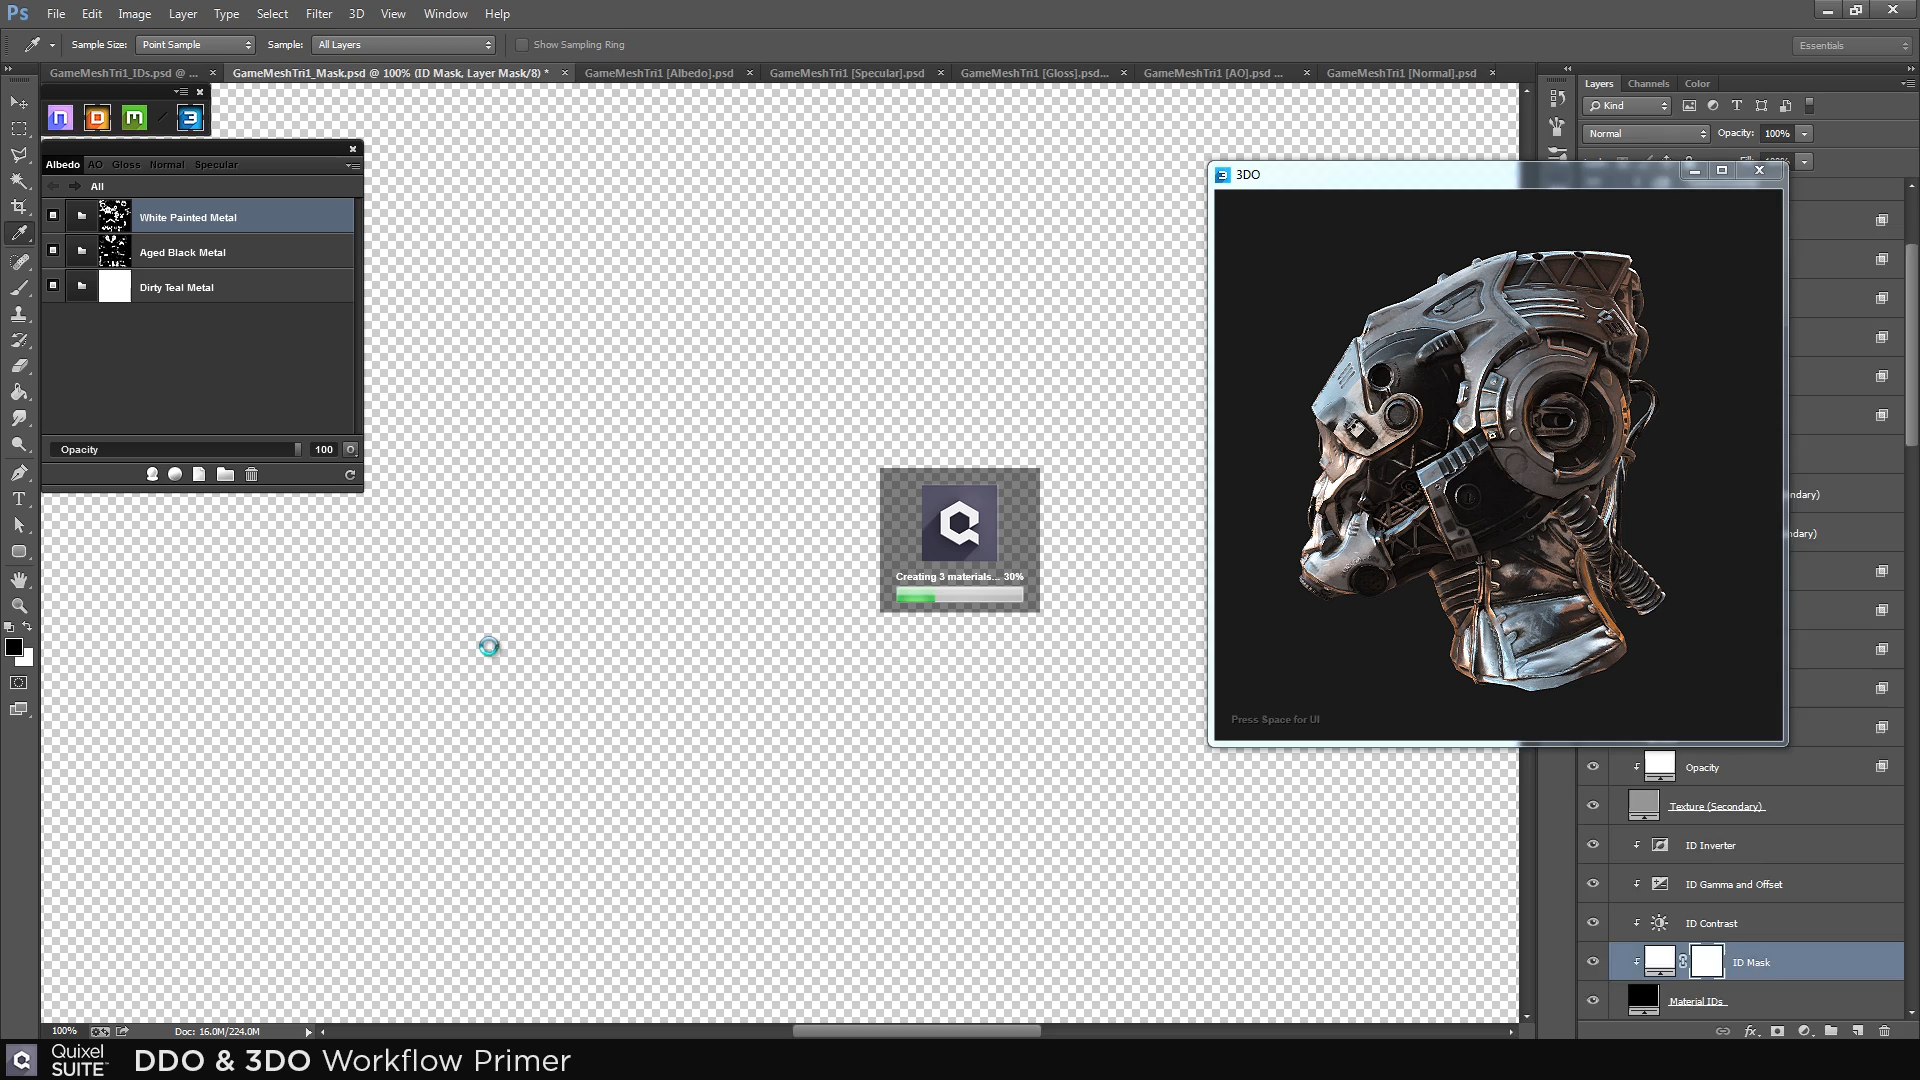 Ps File Edit Image Layer Type Select Filter 3D View Window Help
Sample Size: Point Sample Sample: All Layers Show Sampling Ring Essentials
GameMeshTri1_IDs.psd @ ... GameMeshTri1_Mask.psd @ 100% (ID Mask, Layer Mask/8) * GameMeshTri1 [Albedo].psd GameMeshTri1 [Specular].psd GameMeshTri1 [Gloss].psd... GameMeshTri1 [AO].psd ... GameMeshTri1 [Normal].psd
Layers Channels Color
Kind
Normal Opacity: 100%
Albedo AO Gloss Normal Specular
All
White Painted Metal
Aged Black Metal
Dirty Teal Metal
Opacity 100
Creating 3 materials... 30%
3DO
Press Space for UI
ndary)
dary)
Opacity
Texture (Secondary)
ID Inverter
ID Gamma and Offset
ID Contrast
ID Mask
Material IDs
100% Doc: 16.0M/224.0M
Quixel SUITE DDO & 3DO Workflow Primer